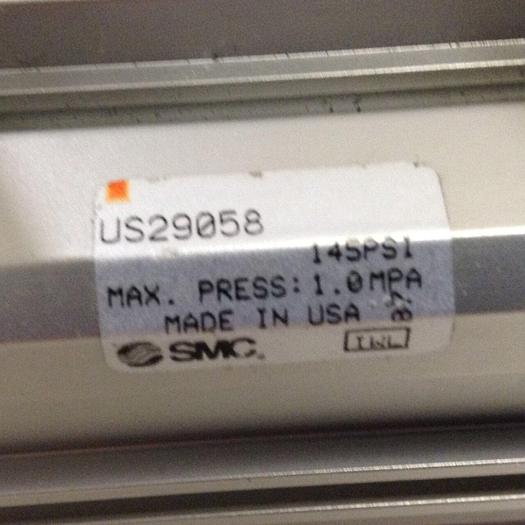 US29058
145PSI
MAX. PRESS: 1.0MPA
MADE IN USA
SMC